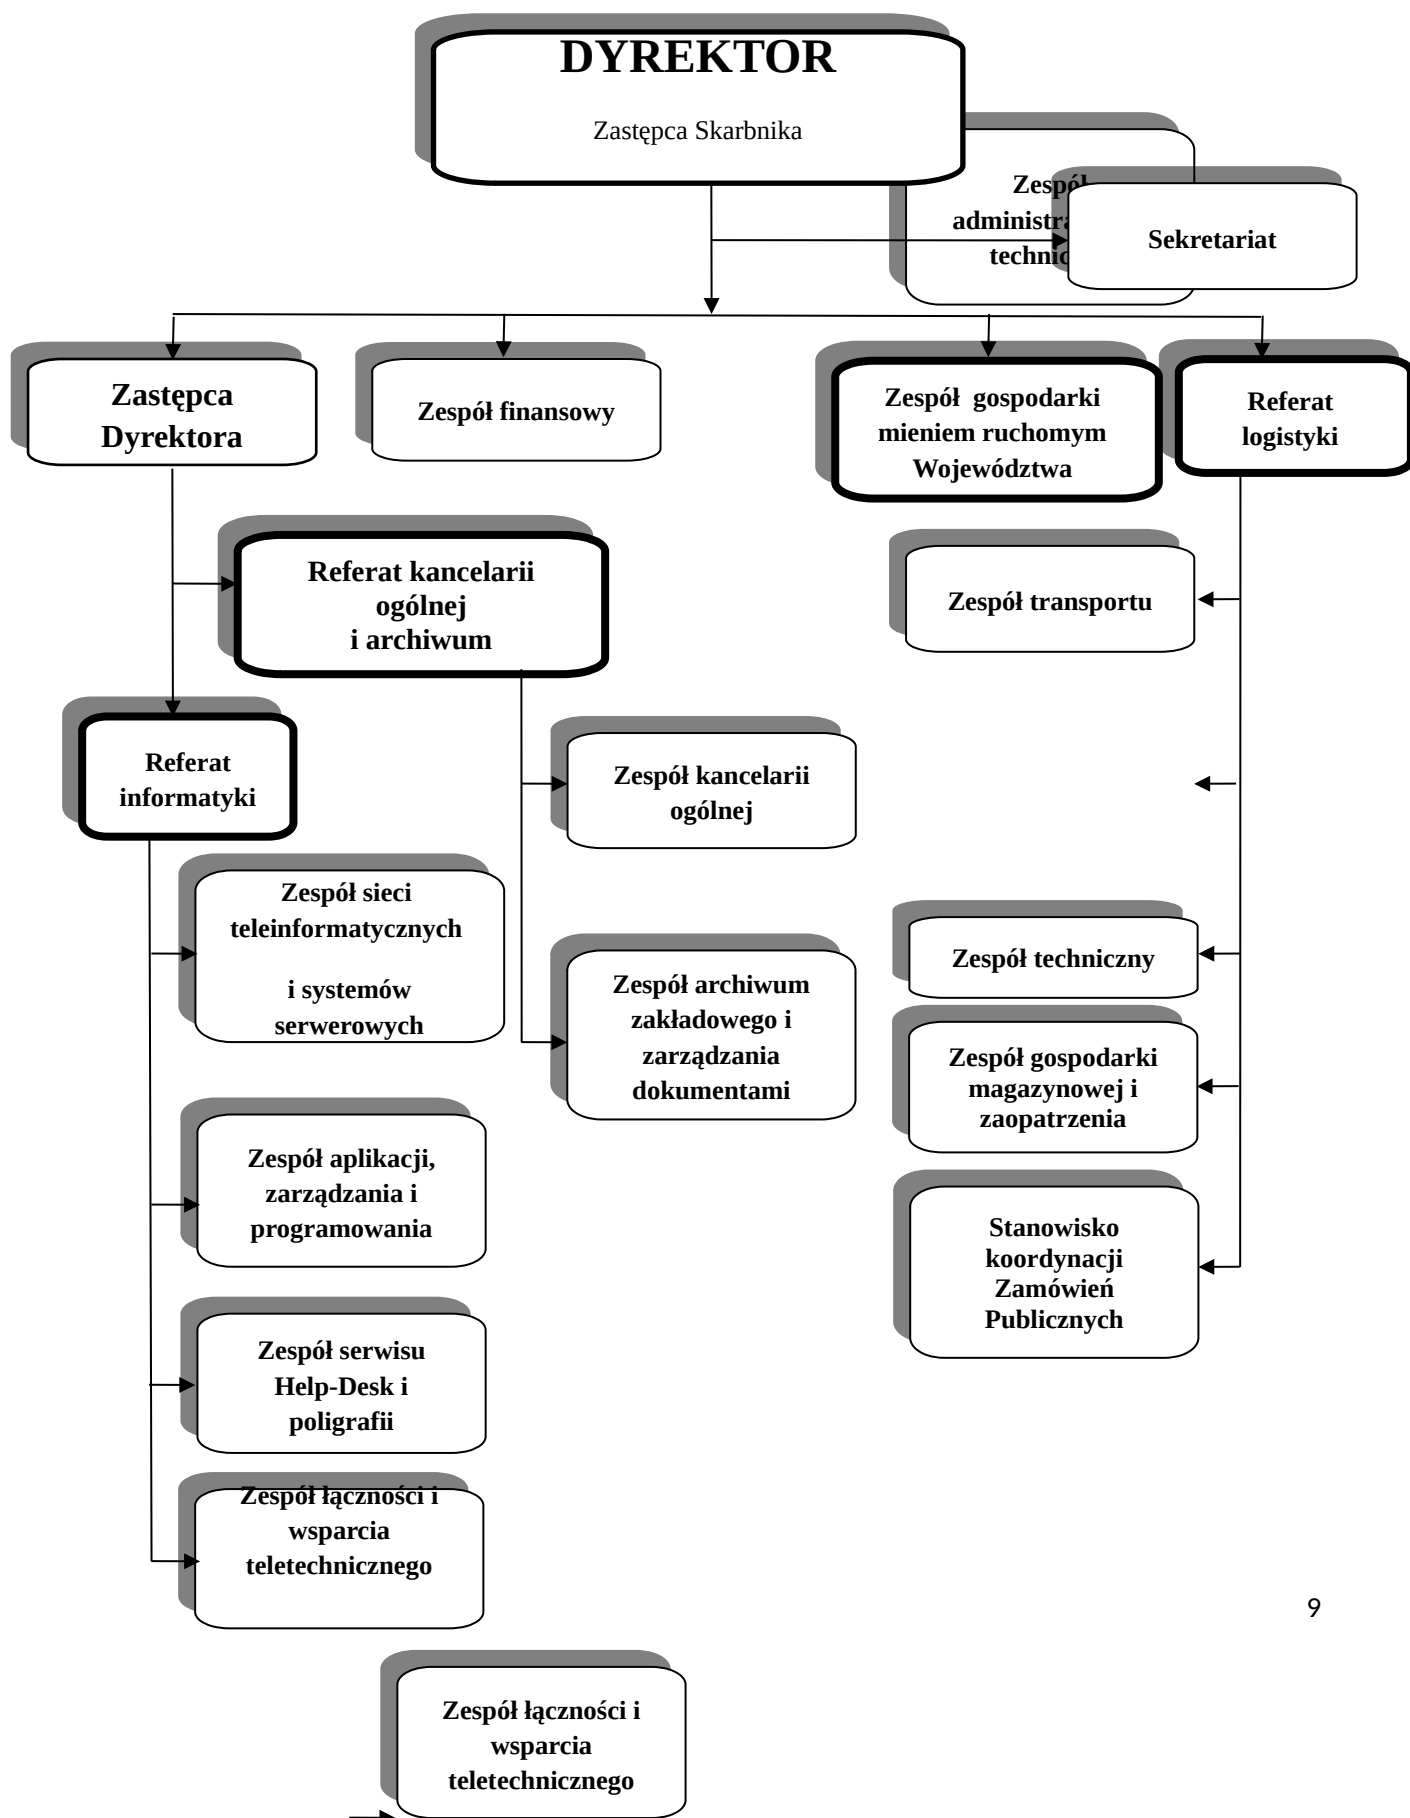 DYREKTOR
Zastępca Skarbnika
Zespół
Sekretariat
Zastępca
Dyrektora
Zespół finansowy
Zespół gospodarki
mieniem ruchomym
Województwa
Referat
logistyki
Referat kancelarii
ogólnej
i archiwum
Zespół transportu
Referat
informatyki
Zespół kancelarii
ogólnej
Zespół sieci
teleinformatycznych
i systemów
serwerowych
Zespół techniczny
Zespół archiwum
zakładowego i
zarządzania
dokumentami
Zespół gospodarki
magazynowej i
zaopatrzenia
Zespół aplikacji,
zarządzania i
programowania
Stanowisko
koordynacji
Zamówień
Publicznych
Zespół serwisu
Help-Desk i
poligrafii
Zespół łączności i
wsparcia
teletechnicznego
9
Zespół łączności i
wsparcia
teletechnicznego